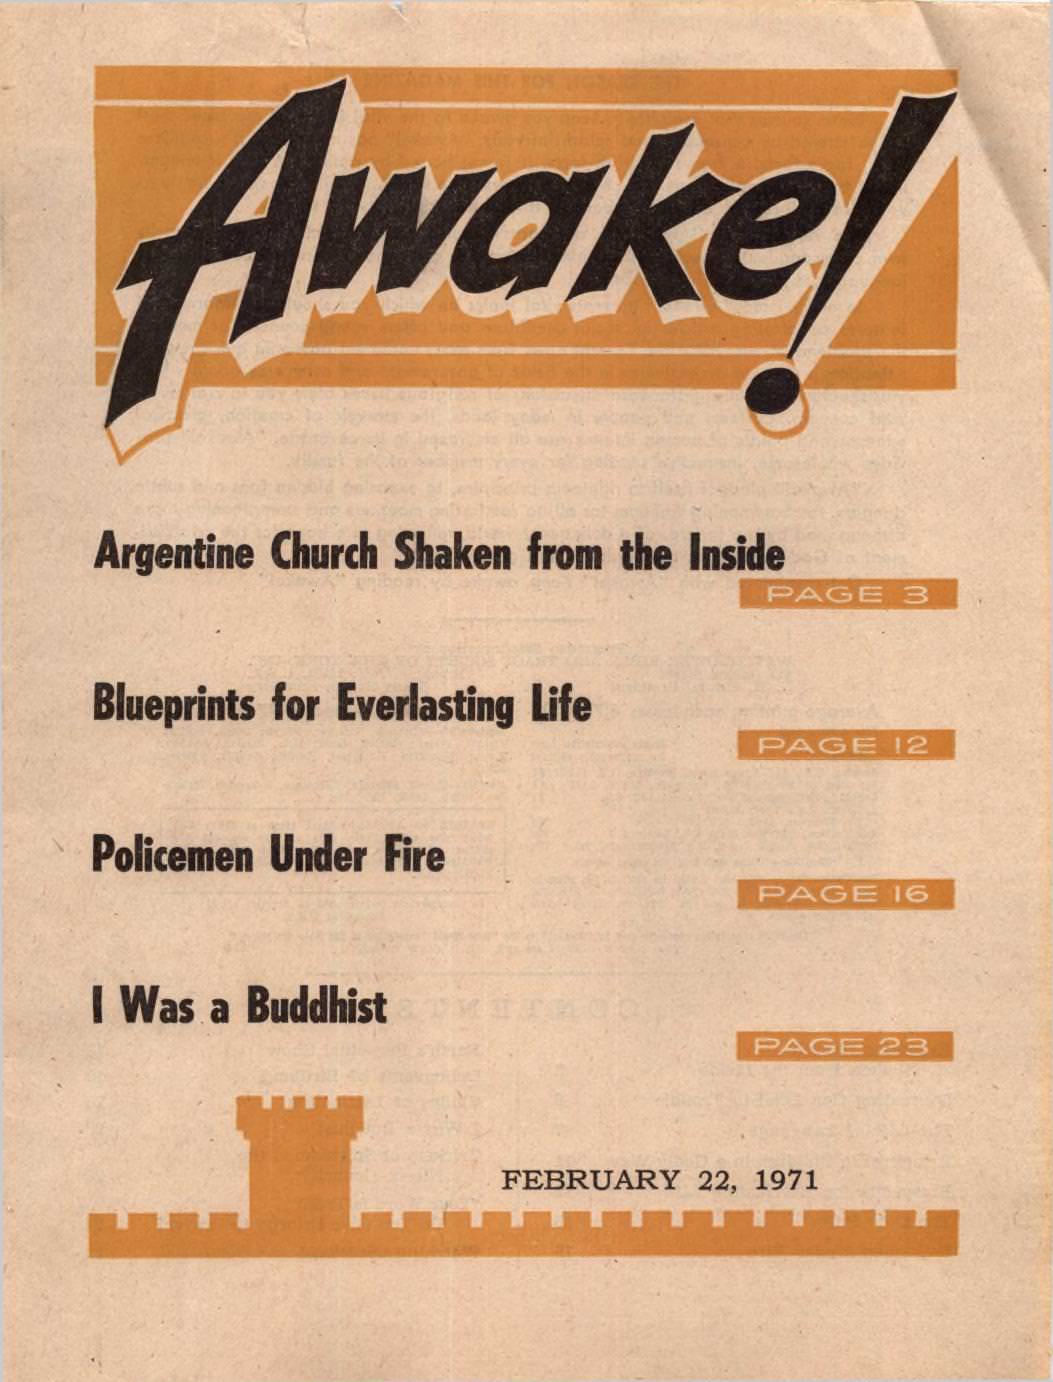 Awake!
Argentine Church Shaken from the Inside
PAGE 3
Blueprints for Everlasting Life
PAGE 12
Policemen Under Fire
PAGE 16
I Was a Buddhist
PAGE 23
FEBRUARY 22, 1971